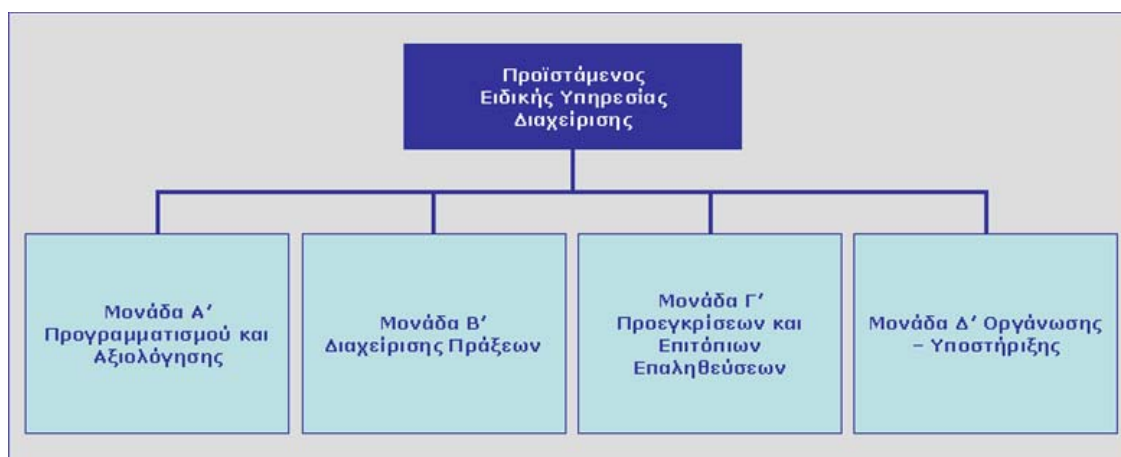 Προϊστάμενος
Ειδικής Υπηρεσίας
Διαχείρισης
Μονάδα Α’
Προγραμματισμού και
Αξιολόγησης
Μονάδα Β’
Διαχείρισης Πράξεων
Μονάδα Γ’
Προεγκρίσεων και
Επιτόπιων
Επαληθεύσεων
Μονάδα Δ’ Οργάνωσης
– Υποστήριξης